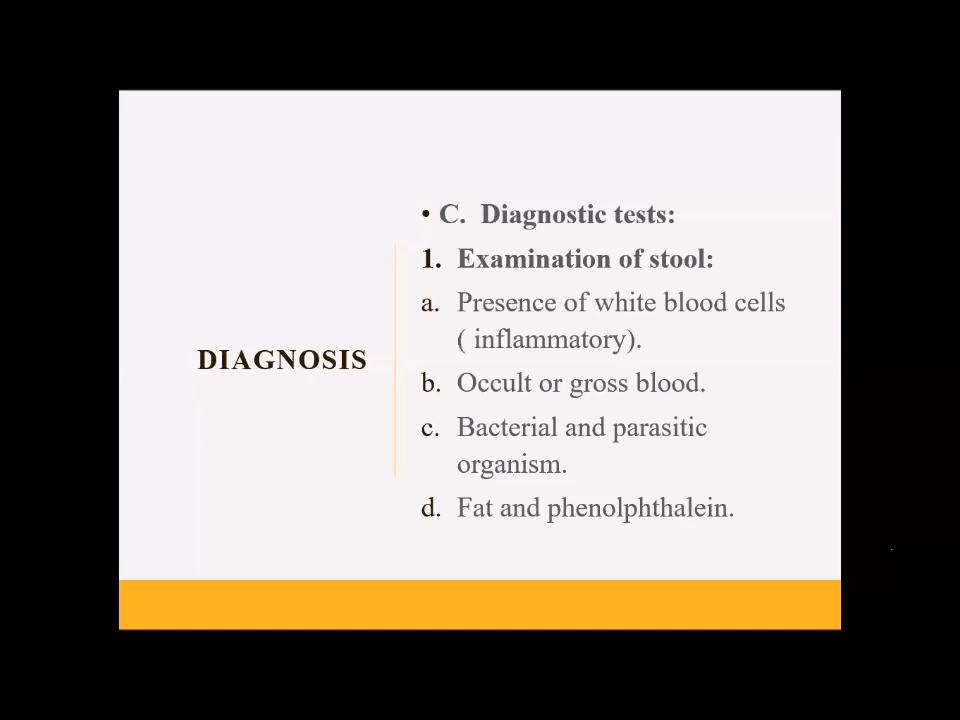 DIAGNOSIS
• C. Diagnostic tests:
1. Examination of stool:
a. Presence of white blood cells
( inflammatory).
b. Occult or gross blood.
c. Bacterial and parasitic
organism.
d. Fat and phenolphthalein.